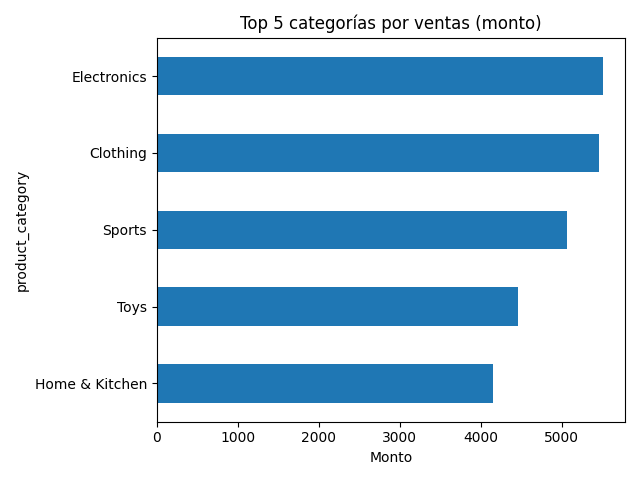 Top 5 categorías por ventas (monto)
product_category
Electronics
Clothing
Sports
Toys
Home & Kitchen
0 1000 2000 3000 4000 5000
Monto